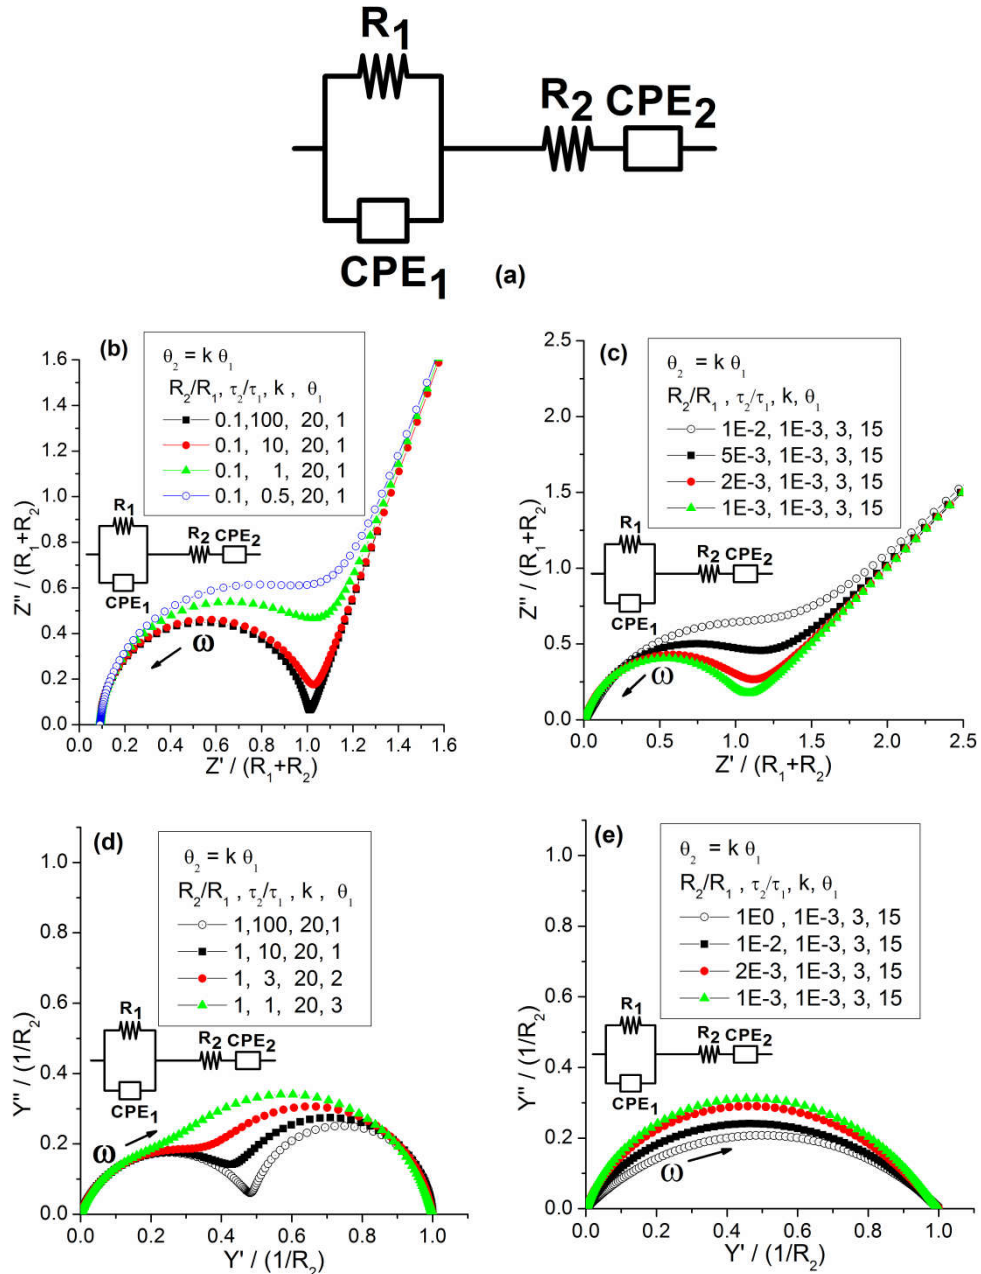 R1
R2 CPE2
CPE1
(a)
(b)
θ2 = k θ1
R2/R1, τ2/τ1, k , θ1
0.1,100, 20, 1
0.1, 10, 20, 1
0.1, 1, 20, 1
0.1, 0.5, 20, 1
R1
R2 CPE2
CPE1
ω
Z'' / (R1+R2)
1.6
1.4
1.2
1.0
0.8
0.6
0.4
0.2
0.0
0.0 0.2 0.4 0.6 0.8 1.0 1.2 1.4 1.6
Z' / (R1+R2)
(c)
θ2 = k θ1
R2/R1 , τ2/τ1, k, θ1
1E-2, 1E-3, 3, 15
5E-3, 1E-3, 3, 15
2E-3, 1E-3, 3, 15
1E-3, 1E-3, 3, 15
R1
R2 CPE2
CPE1
ω
Z'' / (R1+R2)
2.5
2.0
1.5
1.0
0.5
0.0
0.0 0.5 1.0 1.5 2.0 2.5
Z' / (R1+R2)
(d)
θ2 = k θ1
R2/R1 , τ2/τ1 , k , θ1
1,100, 20,1
1, 10, 20,1
1, 3, 20, 2
1, 1, 20, 3
R1
R2 CPE2
CPE1
ω
Y'' / (1/R2)
1.0
0.8
0.6
0.4
0.2
0.0
0.0 0.2 0.4 0.6 0.8 1.0
Y' / (1/R2)
(e)
θ2 = k θ1
R2/R1 , τ2/τ1, k, θ1
1E0 , 1E-3, 3, 15
1E-2, 1E-3, 3, 15
2E-3, 1E-3, 3, 15
1E-3, 1E-3, 3, 15
R1
R2 CPE2
CPE1
ω
Y'' / (1/R2)
1.0
0.8
0.6
0.4
0.2
0.0
0.0 0.2 0.4 0.6 0.8 1.0
Y' / (1/R2)